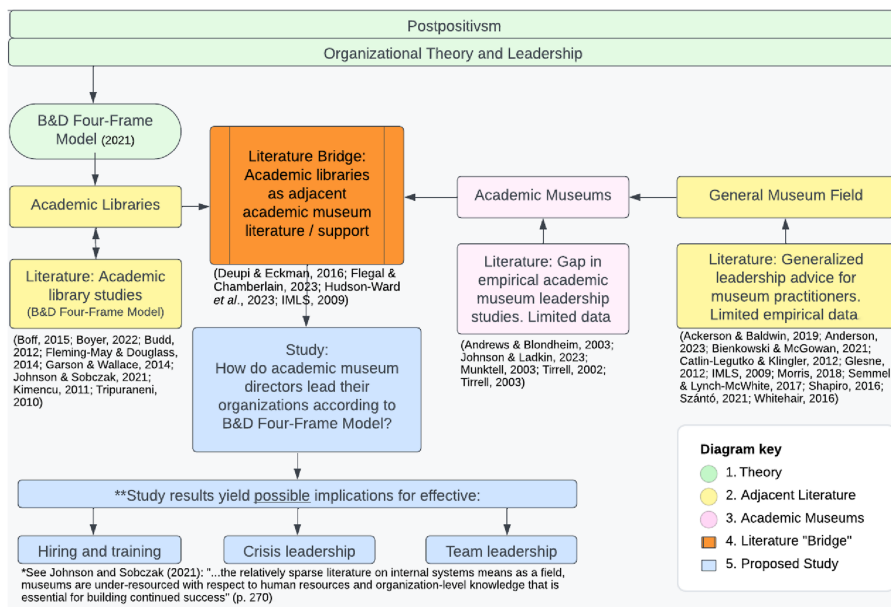 Postpositivsm
Organizational Theory and Leadership
B&D Four-Frame
Model (2021)
Academic Libraries
Literature: Academic
library studies
(B&D Four-Frame Model)
(Boff, 2015; Boyer, 2022; Budd,
2012; Fleming-May & Douglass,
2014; Garson & Wallace, 2014;
Johnson & Sobczak, 2021;
Kimencu, 2011; Tripuraneni,
2010)
Literature Bridge:
Academic libraries
as adjacent
academic museum
literature / support
(Deupi & Eckman, 2016; Flegal &
Chamberlain, 2023; Hudson-Ward
et al., 2023; IMLS, 2009)
Academic Museums
Literature: Gap in
empirical academic
museum leadership
studies. Limited data
(Andrews & Blondheim, 2003;
Johnson & Ladkin, 2023;
Munktell, 2003; Tirrell, 2002;
Tirrell, 2003)
General Museum Field
Literature: Generalized
leadership advice for
museum practitioners.
Limited empirical data
(Ackerson & Baldwin, 2019; Anderson,
2023; Bienkowski & McGowan, 2021;
Catlin-Legutko & Klingler, 2012; Glesne,
2012; IMLS, 2009; Morris, 2018; Semmel
& Lynch-McWhite, 2017; Shapiro, 2016;
Szántó, 2021; Whitehair, 2016)
Study:
How do academic museum
directors lead their
organizations according to
B&D Four-Frame Model?
**Study results yield possible implications for effective:
Hiring and training
Crisis leadership
Team leadership
*See Johnson and Sobczak (2021): "...the relatively sparse literature on internal systems means as a field,
museums are under-resourced with respect to human resources and organization-level knowledge that is
essential for building continued success" (p. 270)
Diagram key
1. Theory
2. Adjacent Literature
3. Academic Museums
4. Literature "Bridge"
5. Proposed Study